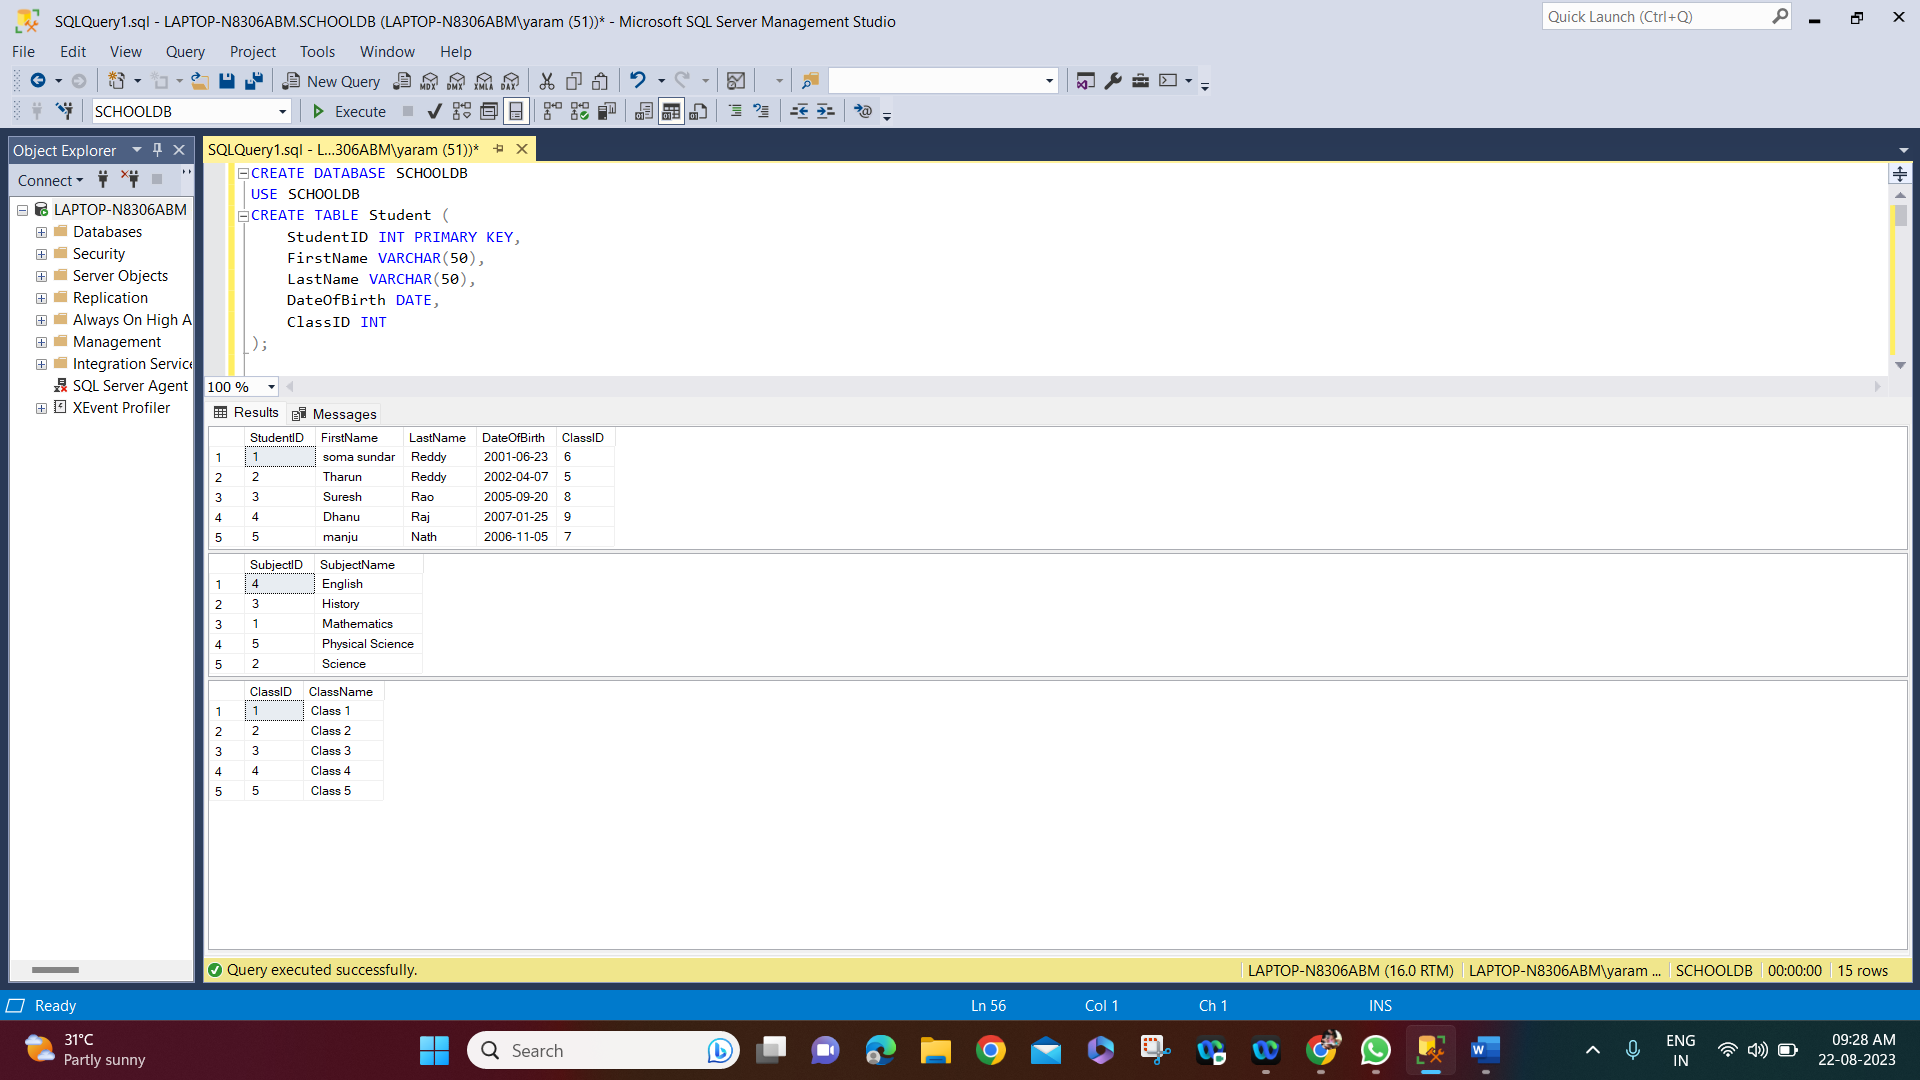 SQLQuery1.sql - LAPTOP-N8306ABM.SCHOOLDB (LAPTOP-N8306ABM\yaram (51))* - Microsoft SQL Server Management Studio
Quick Launch (Ctrl+Q)
File Edit View Query Project Tools Window Help
New Query MDX DMX XMLA DAX
SCHOOLDB Execute
Object Explorer
SQLQuery1.sql - L...306ABM\yaram (51))*
Connect
LAPTOP-N8306ABM
Databases
Security
Server Objects
Replication
Always On High A
Management
Integration Service
SQL Server Agent
XEvent Profiler
CREATE DATABASE SCHOOLDB
USE SCHOOLDB
CREATE TABLE Student (
StudentID INT PRIMARY KEY,
FirstName VARCHAR(50),
LastName VARCHAR(50),
DateOfBirth DATE,
ClassID INT
);
100 %
Results Messages
StudentID FirstName LastName DateOfBirth ClassID
1 1 soma sundar Reddy 2001-06-23 6
2 2 Tharun Reddy 2002-04-07 5
3 3 Suresh Rao 2005-09-20 8
4 4 Dhanu Raj 2007-01-25 9
5 5 manju Nath 2006-11-05 7
SubjectID SubjectName
1 4 English
2 3 History
3 1 Mathematics
4 5 Physical Science
5 2 Science
ClassID ClassName
1 1 Class 1
2 2 Class 2
3 3 Class 3
4 4 Class 4
5 5 Class 5
Query executed successfully.
LAPTOP-N8306ABM (16.0 RTM) LAPTOP-N8306ABM\yaram ... SCHOOLDB 00:00:00 15 rows
Ready Ln 56 Col 1 Ch 1 INS
31°C
Partly sunny
Search
ENG
IN
09:28 AM
22-08-2023